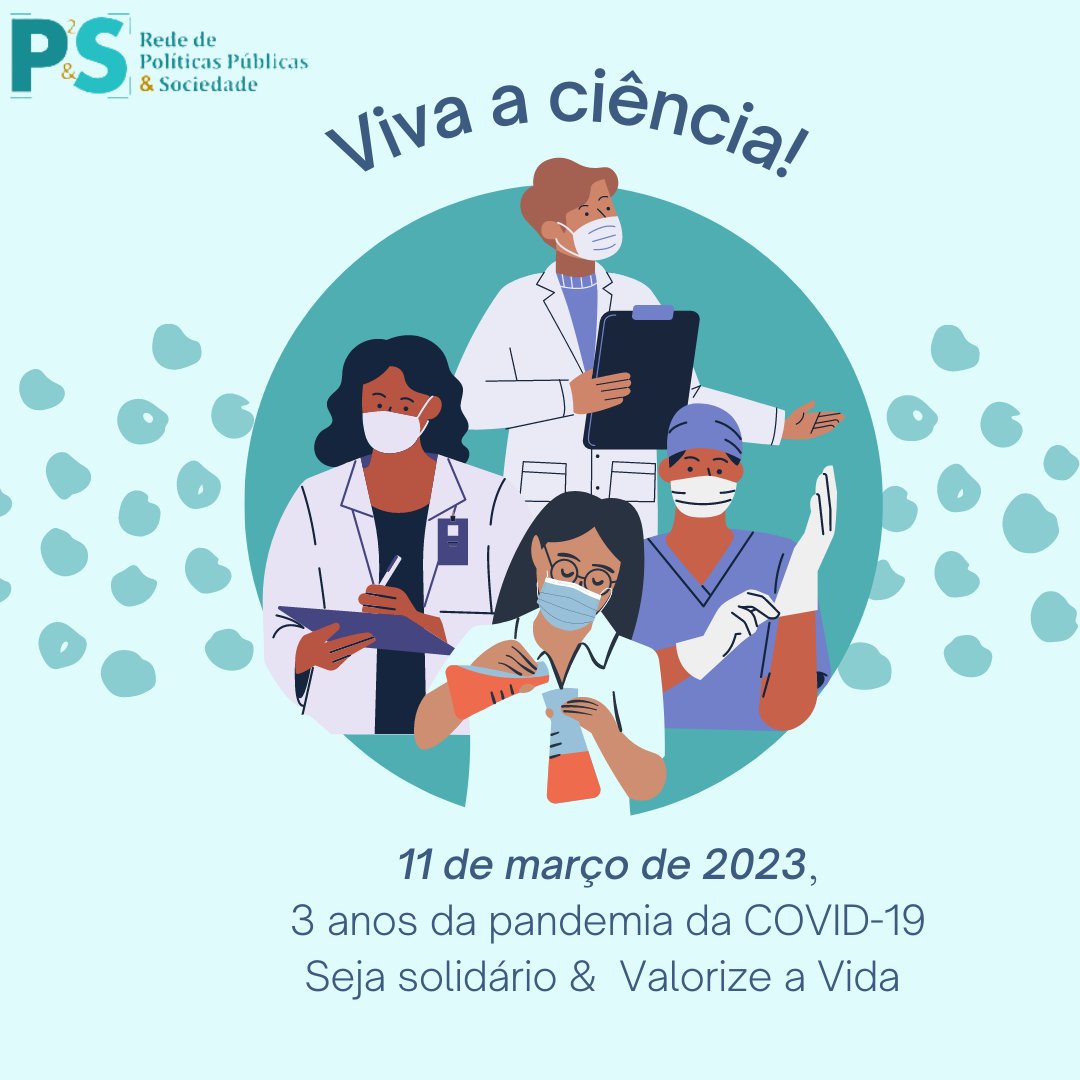 P²&S
Rede de
Políticas Públicas
& Sociedade
Viva a ciência!
11 de março de 2023,
3 anos da pandemia da COVID-19
Seja solidário & Valorize a Vida